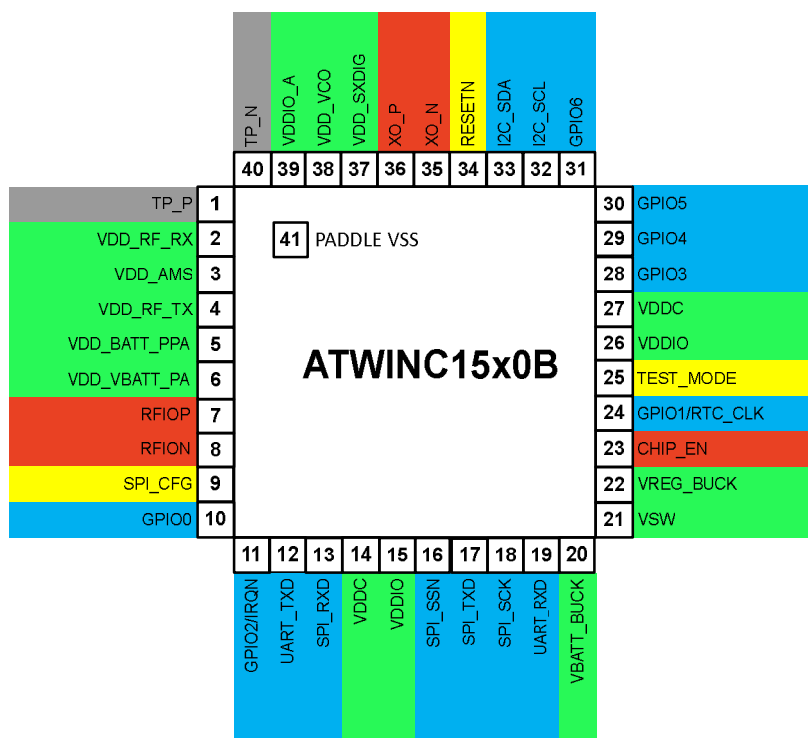 TP_N
VDDIO_A
VDD_VCO
VDD_SXDIG
XO_P
XO_N
RESETN
I2C_SDA
I2C_SCL
GPIO6
40 39 38 37 36 35 34 33 32 31
TP_P 1
VDD_RF_RX 2
VDD_AMS 3
VDD_RF_TX 4
VDD_BATT_PPA 5
VDD_VBATT_PA 6
RFIOP 7
RFION 8
SPI_CFG 9
GPIO0 10
41 PADDLE VSS
ATWINC15x0B
30 GPIO5
29 GPIO4
28 GPIO3
27 VDDC
26 VDDIO
25 TEST_MODE
24 GPIO1/RTC_CLK
23 CHIP_EN
22 VREG_BUCK
21 VSW
11 12 13 14 15 16 17 18 19 20
GPIO2/IRQN
UART_TXD
SPI_RXD
VDDC
VDDIO
SPI_SSN
SPI_TXD
SPI_SCK
UART_RXD
VBATT_BUCK